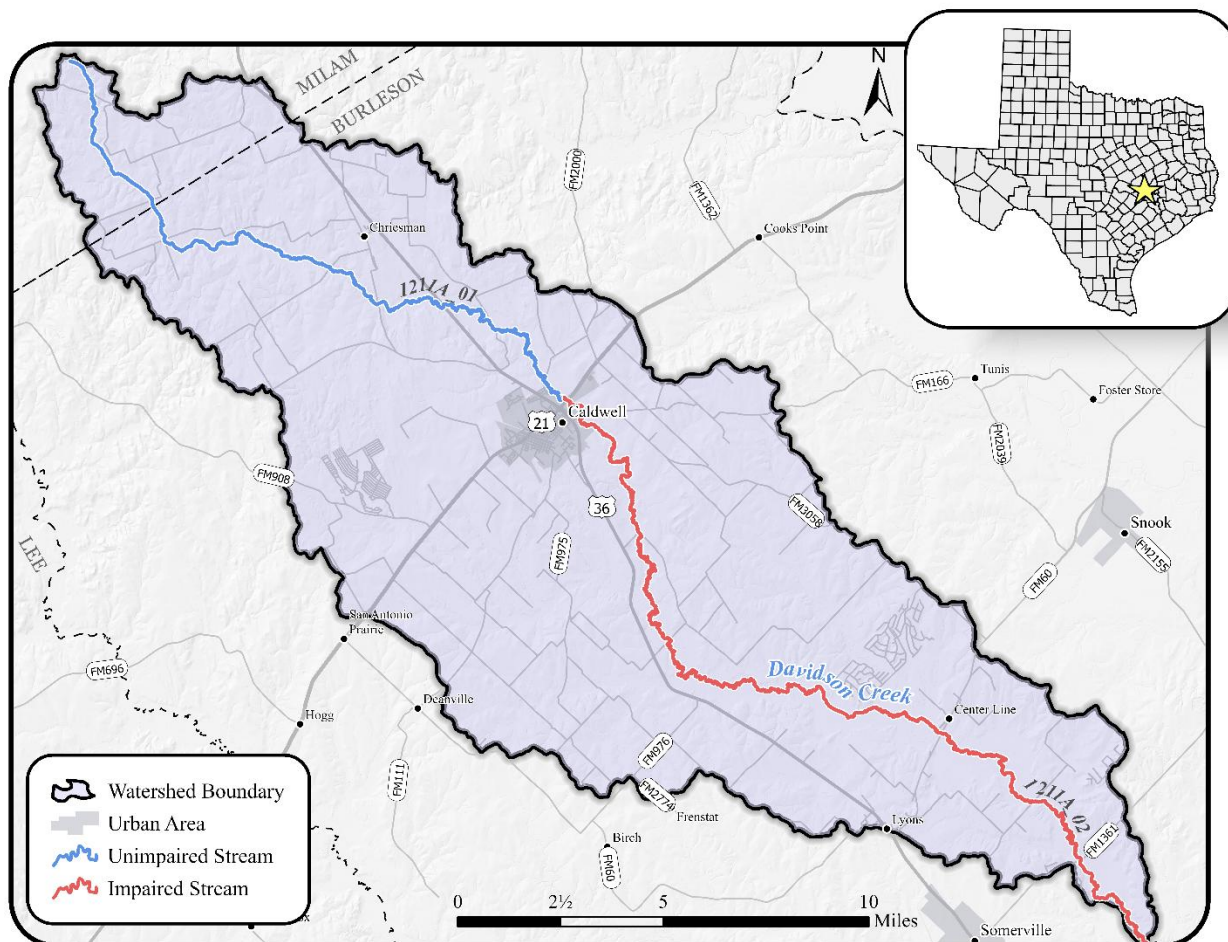 MILAM
BURLESON
N
FM2000
FM1362
Chriesman
Cooks Point
1211A_01
Tunis
FM166
Foster Store
Caldwell
21
FM2039
FM908
36
FM3058
Snook
FM975
FM2155
FM60
LEE
San Antonio
Prairie
FM696
Davidson Creek
Deanville
Center Line
Hogg
FM976
FM111
FM2774
Frenstat
1211A_02
Lyons
FM1361
Birch
FM60
Watershed Boundary
Urban Area
Unimpaired Stream
Impaired Stream
0 2½ 5 10
Miles
Somerville